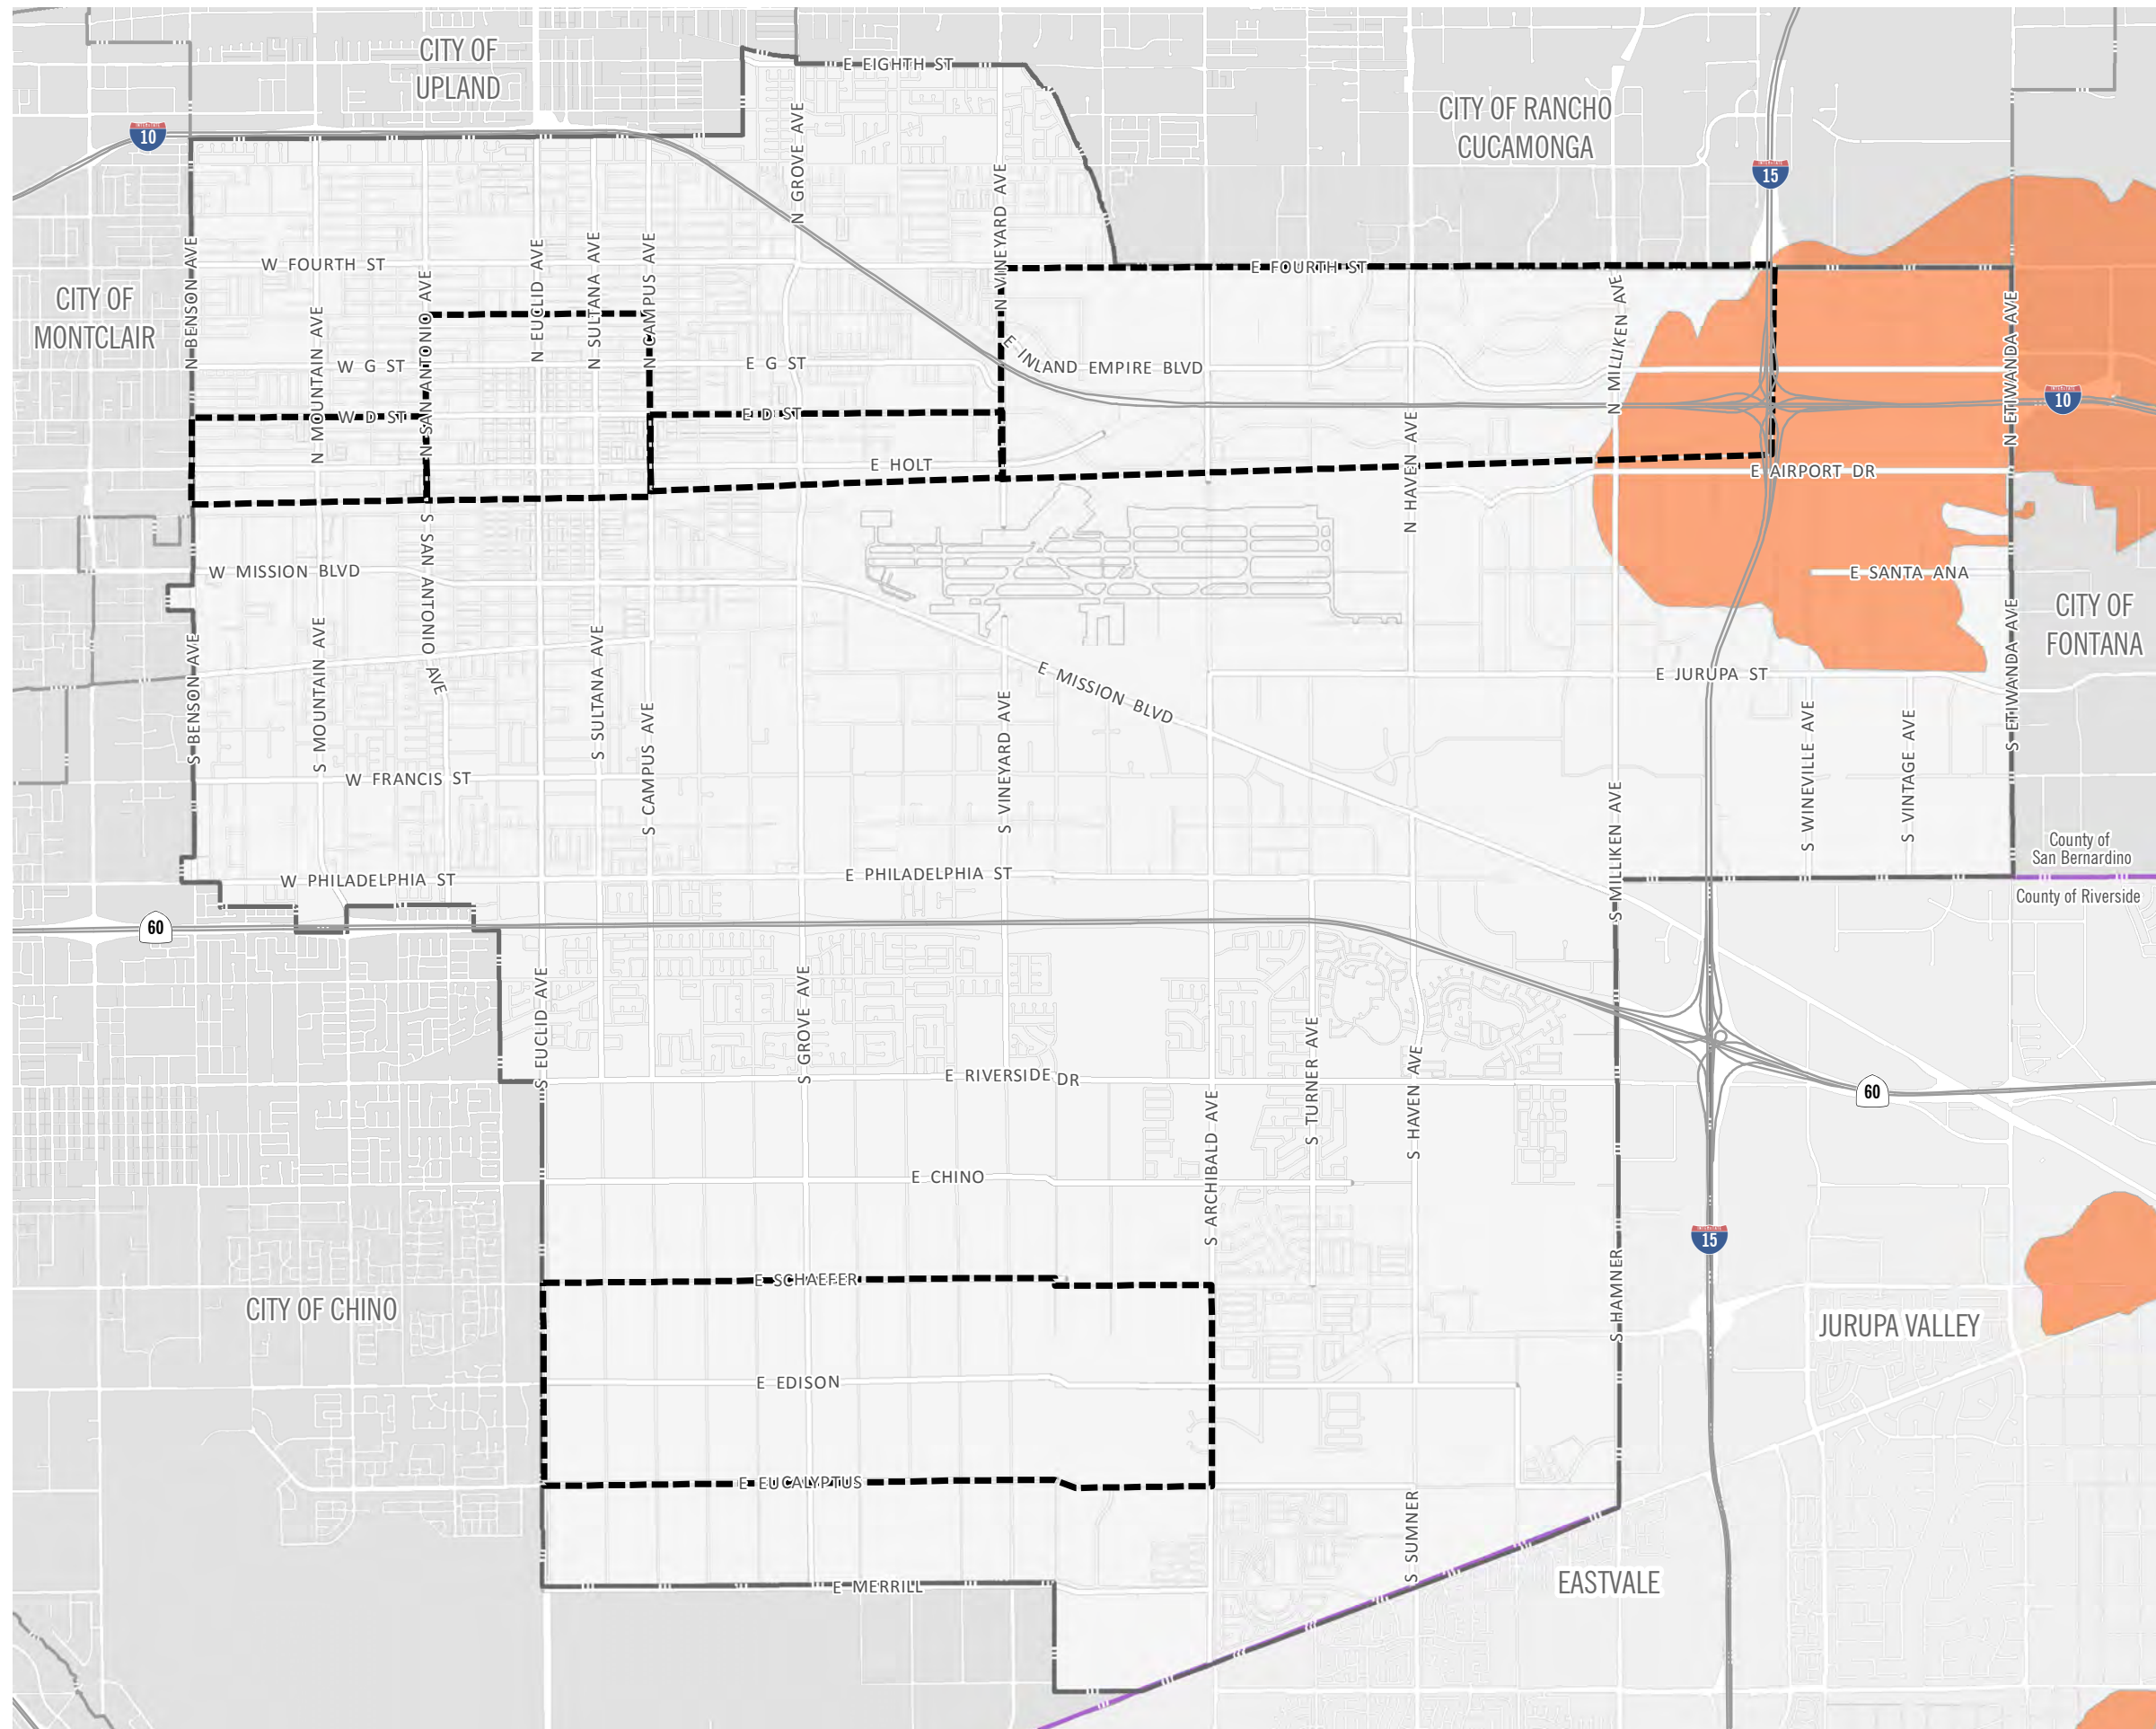 CITY OF
UPLAND
E EIGHTH ST
CITY OF RANCHO
CUCAMONGA
10
15
N GROVE AVE
N VINEYARD AVE
N BENSON AVE
W FOURTH ST
N MOUNTAIN AVE
N SAN ANTONIO AVE
N EUCLID AVE
N SULTANA AVE
N CAMPUS AVE
E FOURTH ST
N MILLIKEN AVE
N ETIWANDA AVE
CITY OF
MONTCLAIR
W G ST
E G ST
E INLAND EMPIRE BLVD
10
W D ST
E D ST
E HOLT
N HAVEN AVE
E AIRPORT DR
W MISSION BLVD
S SAN ANTONIO AVE
E SANTA ANA
CITY OF
FONTANA
S BENSON AVE
S MOUNTAIN AVE
S SULTANA AVE
S CAMPUS AVE
S VINEYARD AVE
E MISSION BLVD
E JURUPA ST
S ETIWANDA AVE
S WINEVILLE AVE
S VINTAGE AVE
S MILLIKEN AVE
W FRANCIS ST
County of
San Bernardino
County of Riverside
W PHILADELPHIA ST
E PHILADELPHIA ST
60
S EUCLID AVE
S GROVE AVE
S TURNER AVE
S HAVEN AVE
E RIVERSIDE DR
60
S ARCHIBALD AVE
E CHINO
15
S HAMNER
E SCHAEFER
CITY OF CHINO
JURUPA VALLEY
E EDISON
E EUCALYPTUS
S SUMNER
E MERRILL
EASTVALE